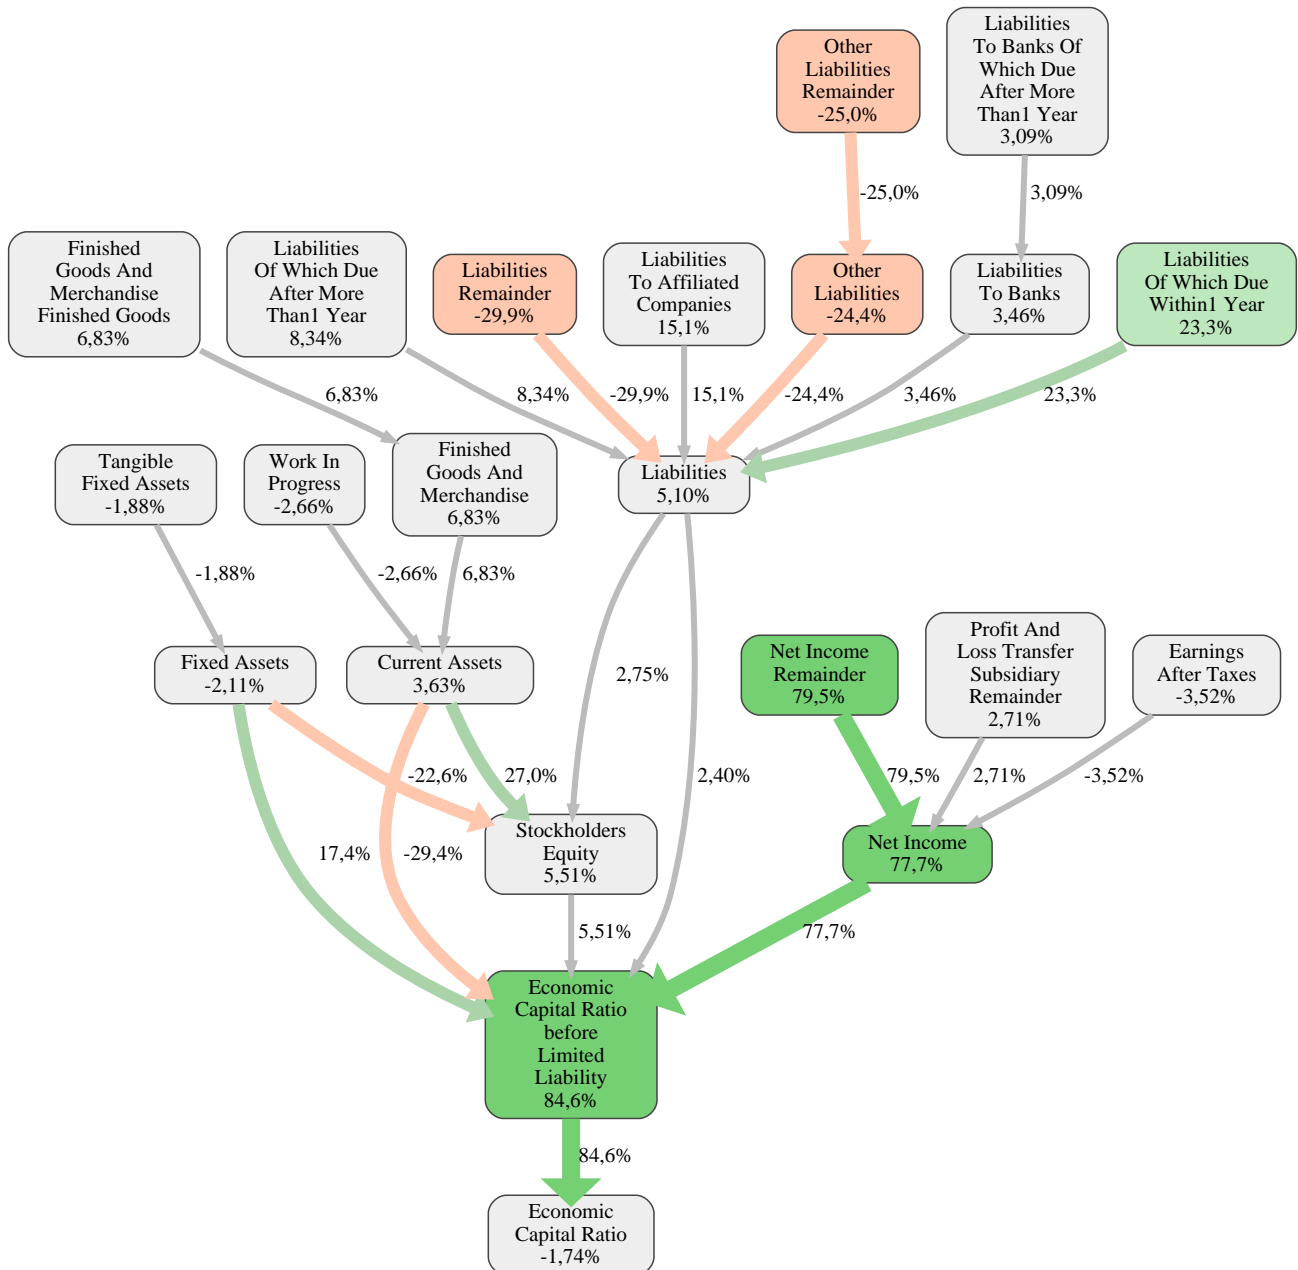 Other
Liabilities
Remainder
-25,0%
Liabilities
To Banks Of
Which Due
After More
Than1 Year
3,09%
-25,0%
3,09%
Finished
Goods And
Merchandise
Finished Goods
6,83%
Liabilities
Of Which Due
After More
Than1 Year
8,34%
Liabilities
Remainder
-29,9%
Liabilities
To Affiliated
Companies
15,1%
Other
Liabilities
-24,4%
Liabilities
To Banks
3,46%
Liabilities
Of Which Due
Within1 Year
23,3%
6,83%
8,34%
-29,9%
15,1%
-24,4%
3,46%
23,3%
Tangible
Fixed Assets
-1,88%
Work In
Progress
-2,66%
Finished
Goods And
Merchandise
6,83%
Liabilities
5,10%
-1,88%
-2,66%
6,83%
Fixed Assets
-2,11%
Current Assets
3,63%
2,75%
Net Income
Remainder
79,5%
Profit And
Loss Transfer
Subsidiary
Remainder
2,71%
Earnings
After Taxes
-3,52%
-22,6%
27,0%
2,40%
79,5%
2,71%
-3,52%
17,4%
-29,4%
Stockholders
Equity
5,51%
Net Income
77,7%
5,51%
77,7%
Economic
Capital Ratio
before
Limited
Liability
84,6%
84,6%
Economic
Capital Ratio
-1,74%